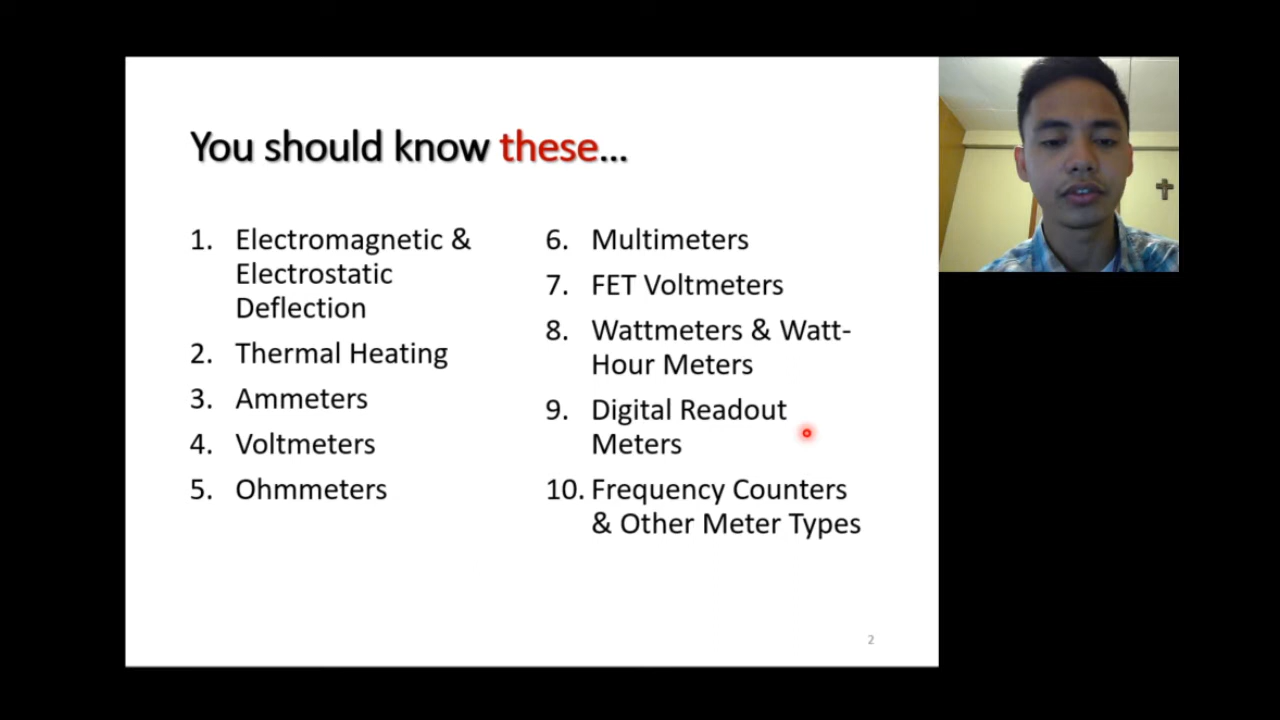 You should know these...
1. Electromagnetic &
Electrostatic
Deflection
2. Thermal Heating
3. Ammeters
4. Voltmeters
5. Ohmmeters
6. Multimeters
7. FET Voltmeters
8. Wattmeters & Watt-
Hour Meters
9. Digital Readout
Meters
10. Frequency Counters
& Other Meter Types
2